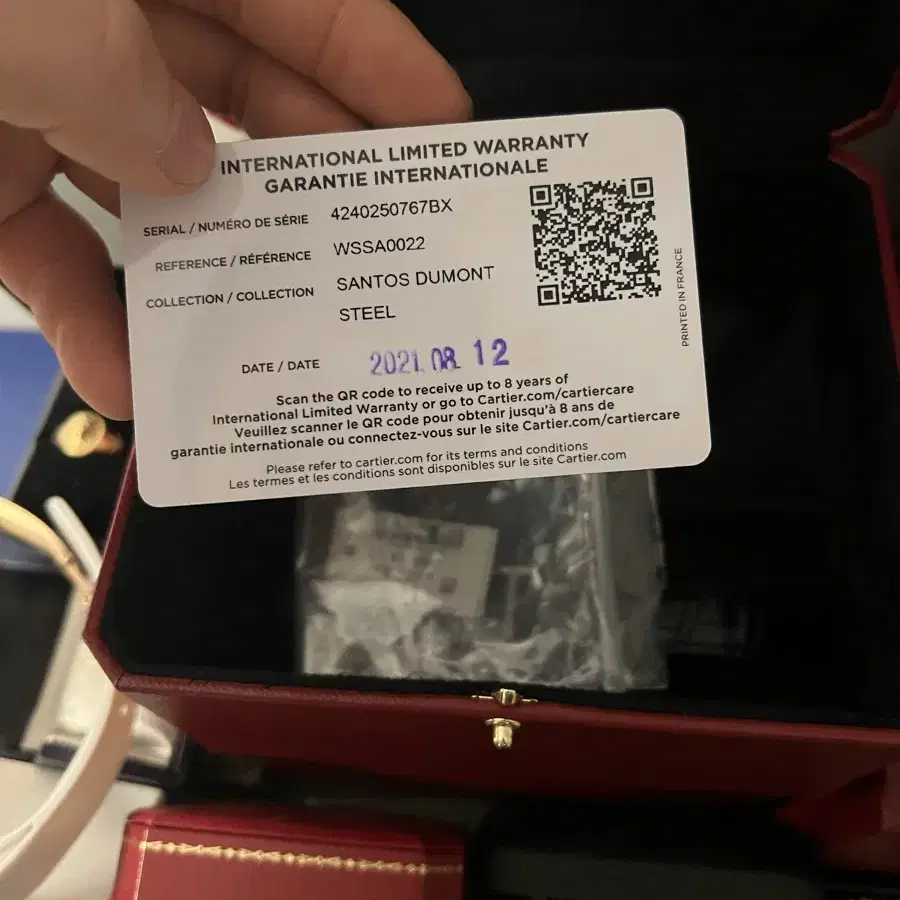 INTERNATIONAL LIMITED WARRANTY
GARANTIE INTERNATIONALE
SERIAL / NUMÉRO DE SÉRIE 4240250767BX
REFERENCE / RÉFÉRENCE WSSA0022
COLLECTION / COLLECTION SANTOS DUMONT
STEEL
DATE / DATE 2021. 08. 12
Scan the QR code to receive up to 8 years of
International Limited Warranty or go to Cartier.com/cartiercare
Veuillez scanner le QR code pour obtenir jusqu'à 8 ans de
garantie internationale ou connectez-vous sur le site Cartier.com/cartiercare
Please refer to cartier.com for its terms and conditions
Les termes et les conditions sont disponibles sur le site Cartier.com
PRINTED IN FRANCE